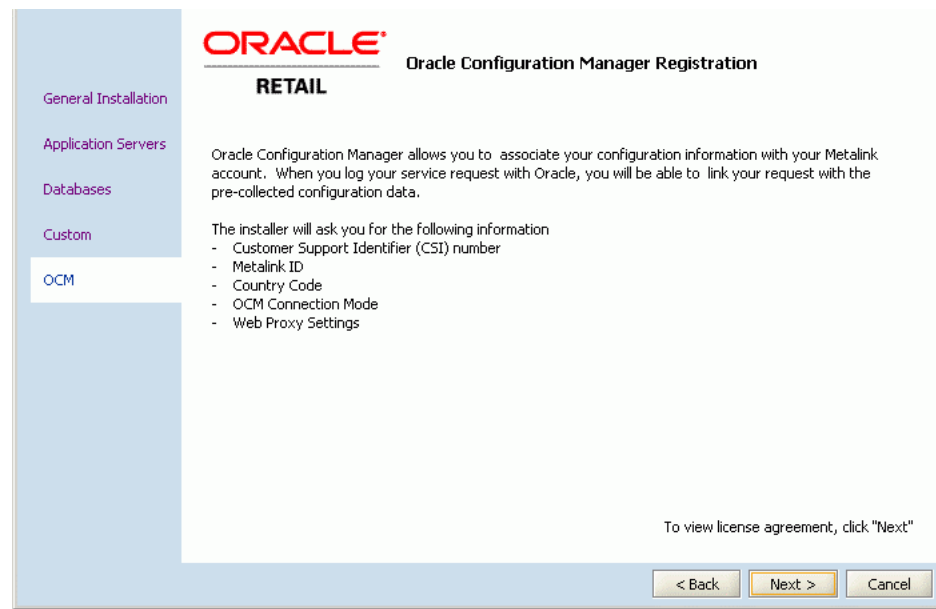 ORACLE
RETAIL
Oracle Configuration Manager Registration
General Installation
Application Servers
Databases
Custom
OCM
Oracle Configuration Manager allows you to associate your configuration information with your Metalink
account. When you log your service request with Oracle, you will be able to link your request with the
pre-collected configuration data.
The installer will ask you for the following information
- Customer Support Identifier (CSI) number
- Metalink ID
- Country Code
- OCM Connection Mode
- Web Proxy Settings
To view license agreement, click "Next"
< Back
Next >
Cancel